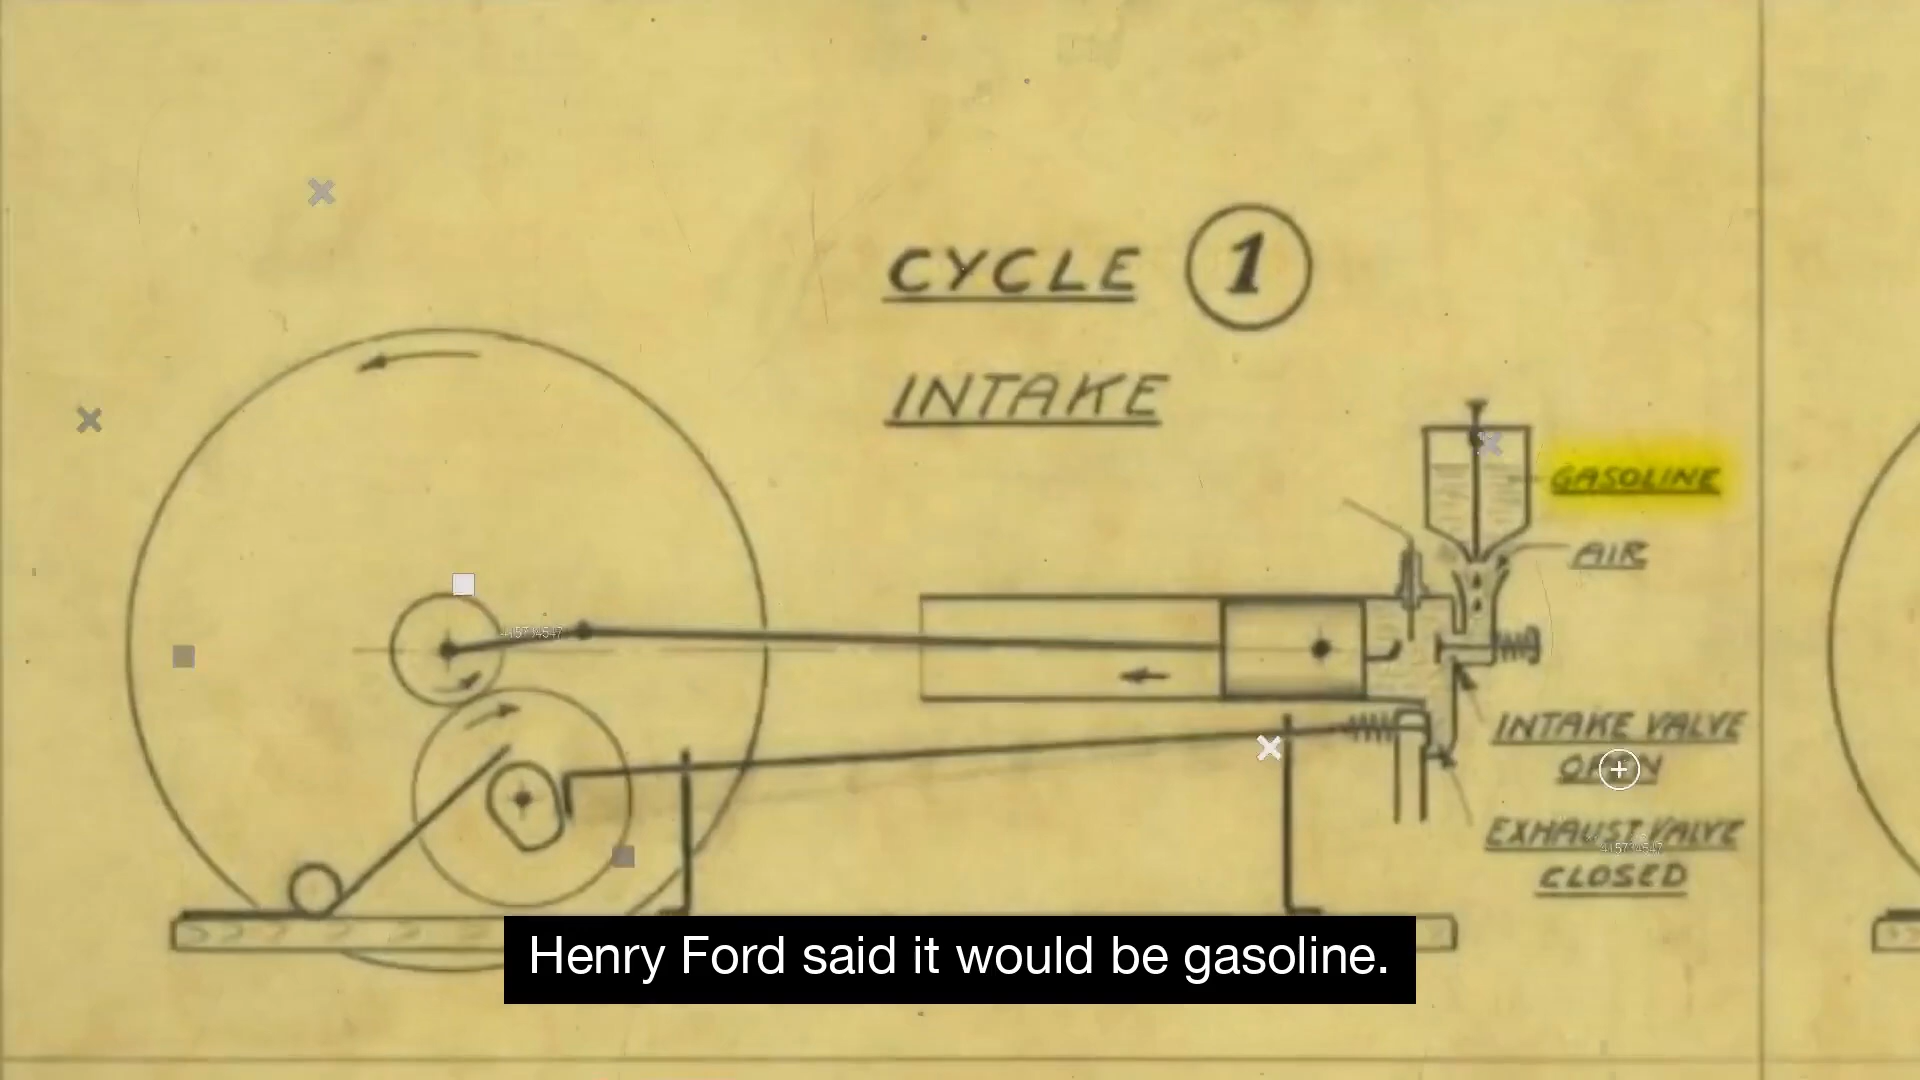 CYCLE 1
INTAKE
GASOLINE
AIR
INTAKE VALVE
OPEN
EXHAUST VALVE
CLOSED
Henry Ford said it would be gasoline.